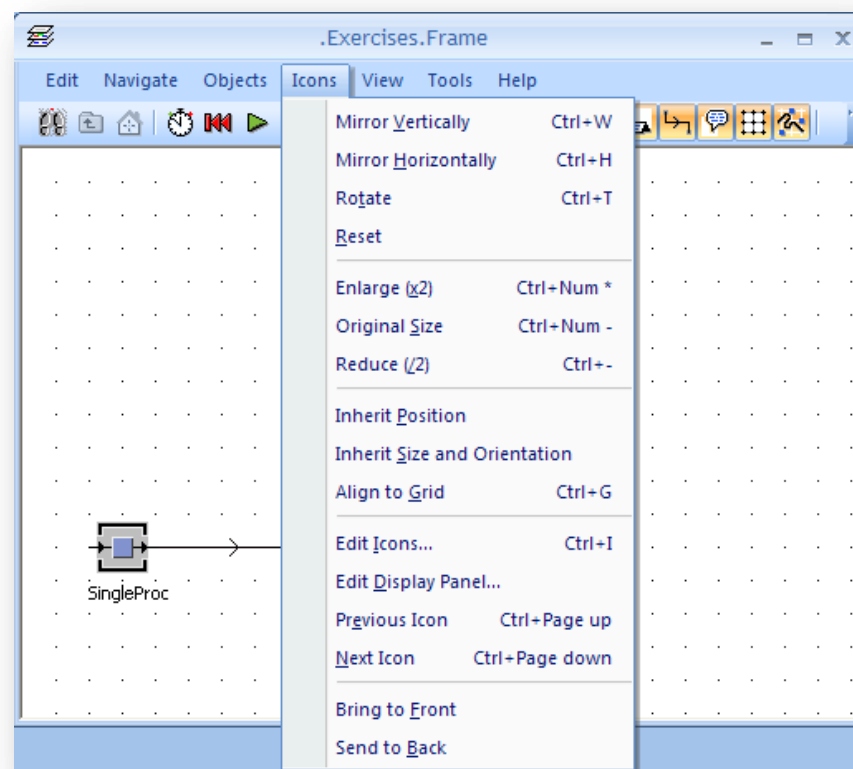 .Exercises.Frame
Edit Navigate Objects Icons View Tools Help
Mirror Vertically Ctrl+W
Mirror Horizontally Ctrl+H
Rotate Ctrl+T
Reset
Enlarge (x2) Ctrl+Num *
Original Size Ctrl+Num -
Reduce (/2) Ctrl+-
Inherit Position
Inherit Size and Orientation
Align to Grid Ctrl+G
Edit Icons... Ctrl+I
Edit Display Panel...
SingleProc
Previous Icon Ctrl+Page up
Next Icon Ctrl+Page down
Bring to Front
Send to Back